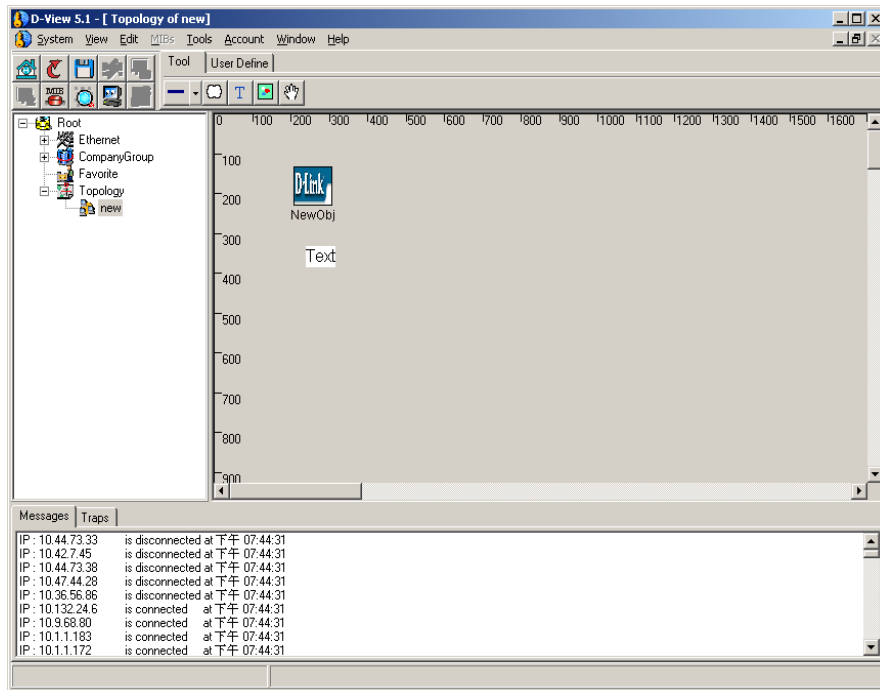 D-View 5.1 - [ Topology of new]
System View Edit MIBs Tools Account Window Help
Tool User Define
MIB T
Root
Ethernet
CompanyGroup
Favorite
Topology
new
0 100 200 300 400 500 600 700 800 900 1000 1100 1200 1300 1400 1500 1600
100
200
300
400
500
600
700
800
900
D-Link
NewObj
Text
Messages Traps
IP : 10.44.73.33 is disconnected at 下午 07:44:31
IP : 10.42.7.45 is disconnected at 下午 07:44:31
IP : 10.44.73.38 is disconnected at 下午 07:44:31
IP : 10.47.44.28 is disconnected at 下午 07:44:31
IP : 10.36.56.86 is disconnected at 下午 07:44:31
IP : 10.132.24.6 is connected at 下午 07:44:31
IP : 10.9.68.80 is connected at 下午 07:44:31
IP : 10.1.1.183 is connected at 下午 07:44:31
IP : 10.1.1.172 is connected at 下午 07:44:31